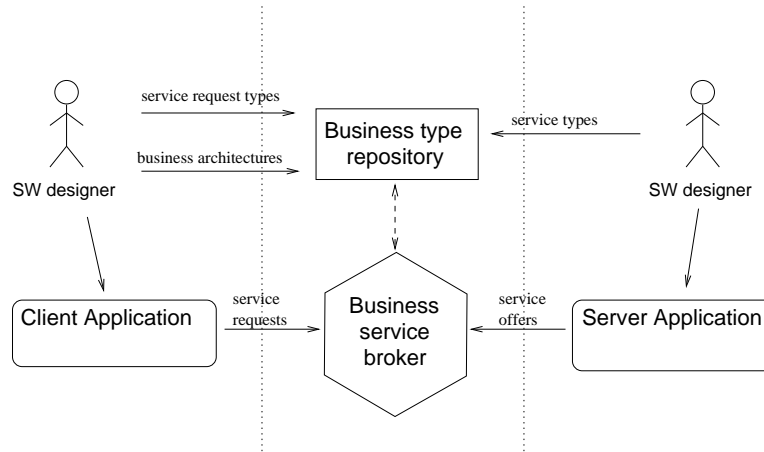 service request types
Business type
repository
service types
business architectures
SW designer
SW designer
Client Application
service
requests
Business
service
broker
service
offers
Server Application